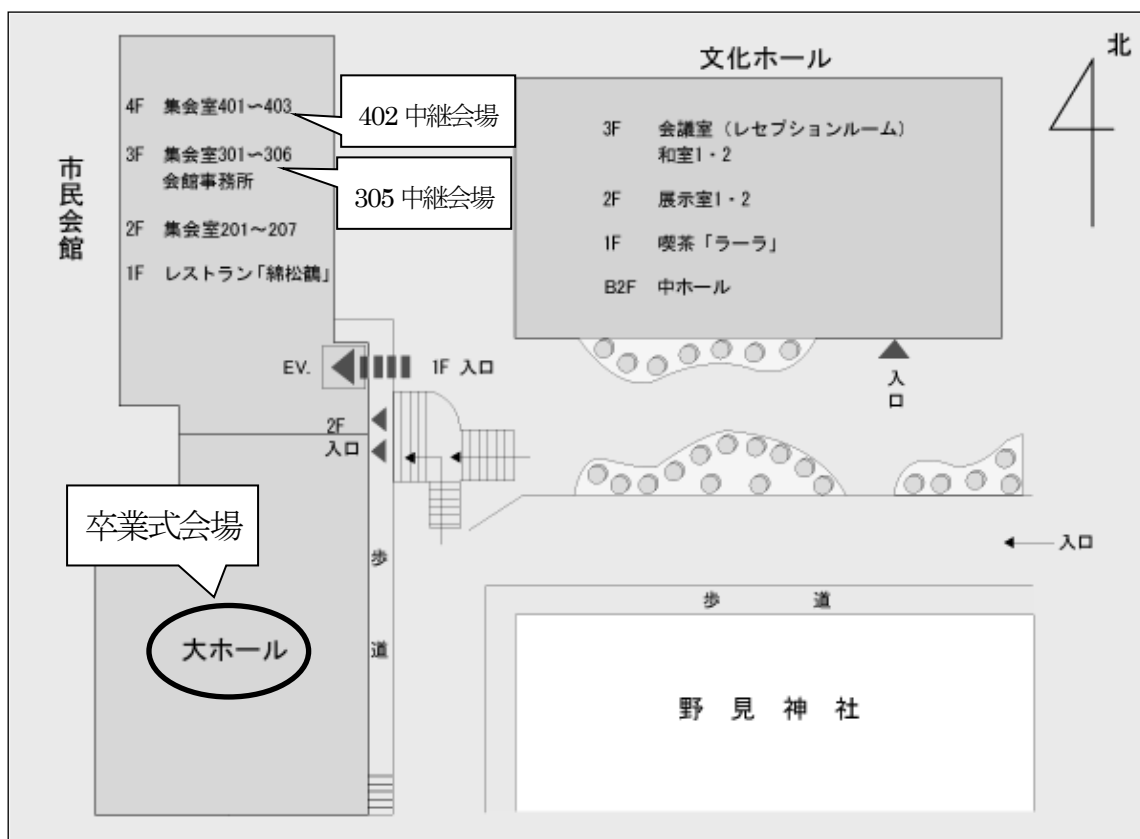 市民会館
4F 集会室401〜403
3F 集会室301〜306
会館事務所
2F 集会室201〜207
1F レストラン「綿松鶴」
402 中継会場
305 中継会場
文化ホール
3F 会議室（レセプションルーム）
和室1・2
2F 展示室1・2
1F 喫茶「ラーラ」
B2F 中ホール
北
EV.
1F 入口
2F
入口
入口
入口
卒業式会場
大ホール
歩道
歩道
野見神社